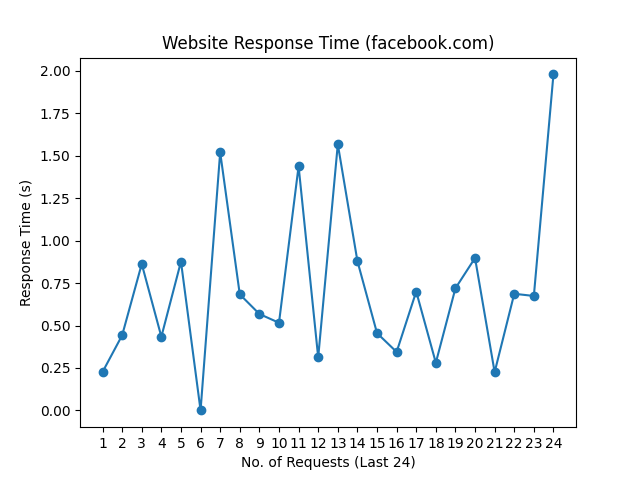 Website Response Time (facebook.com)
2.00
1.75
1.50
1.25
1.00
0.75
0.50
0.25
0.00
Response Time (s)
1 2 3 4 5 6 7 8 9 10 11 12 13 14 15 16 17 18 19 20 21 22 23 24
No. of Requests (Last 24)